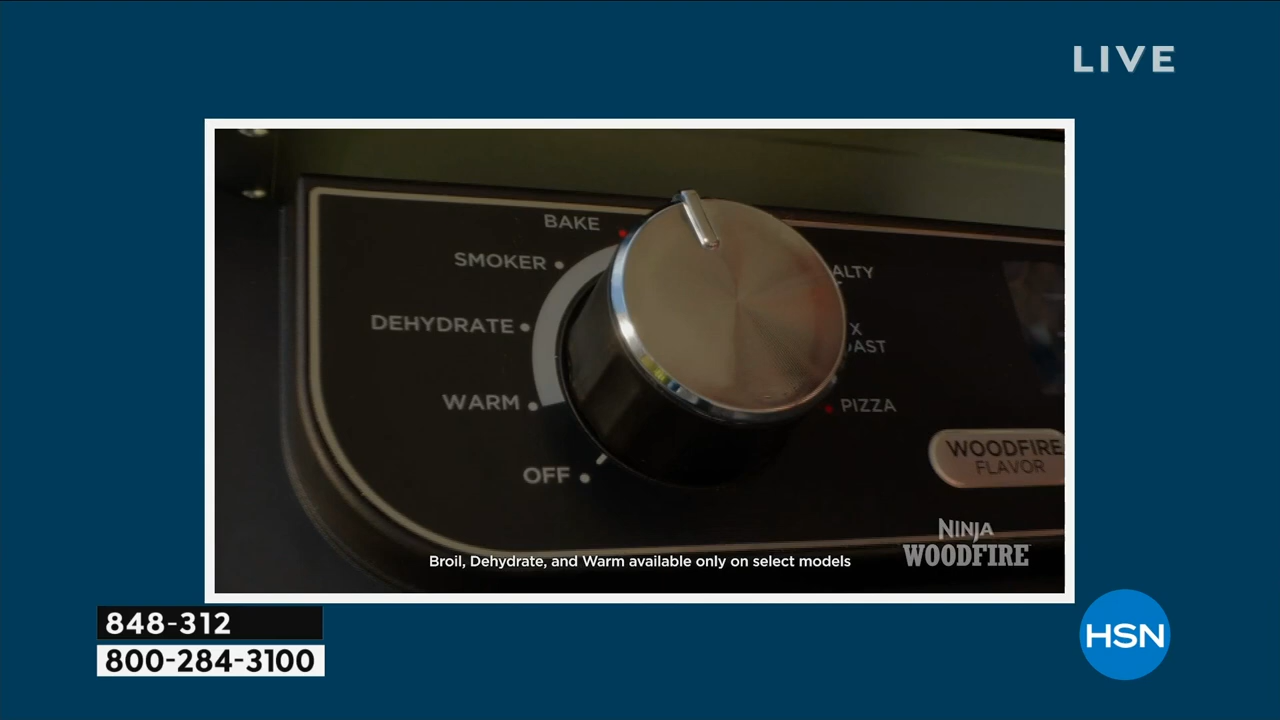 LIVE
BAKE
SMOKER
DEHYDRATE
WARM
OFF
ALTY
X
AST
PIZZA
WOODFIRE
FLAVOR
NINJA
WOODFIRE
Broil, Dehydrate, and Warm available only on select models
848-312
800-284-3100
HSN